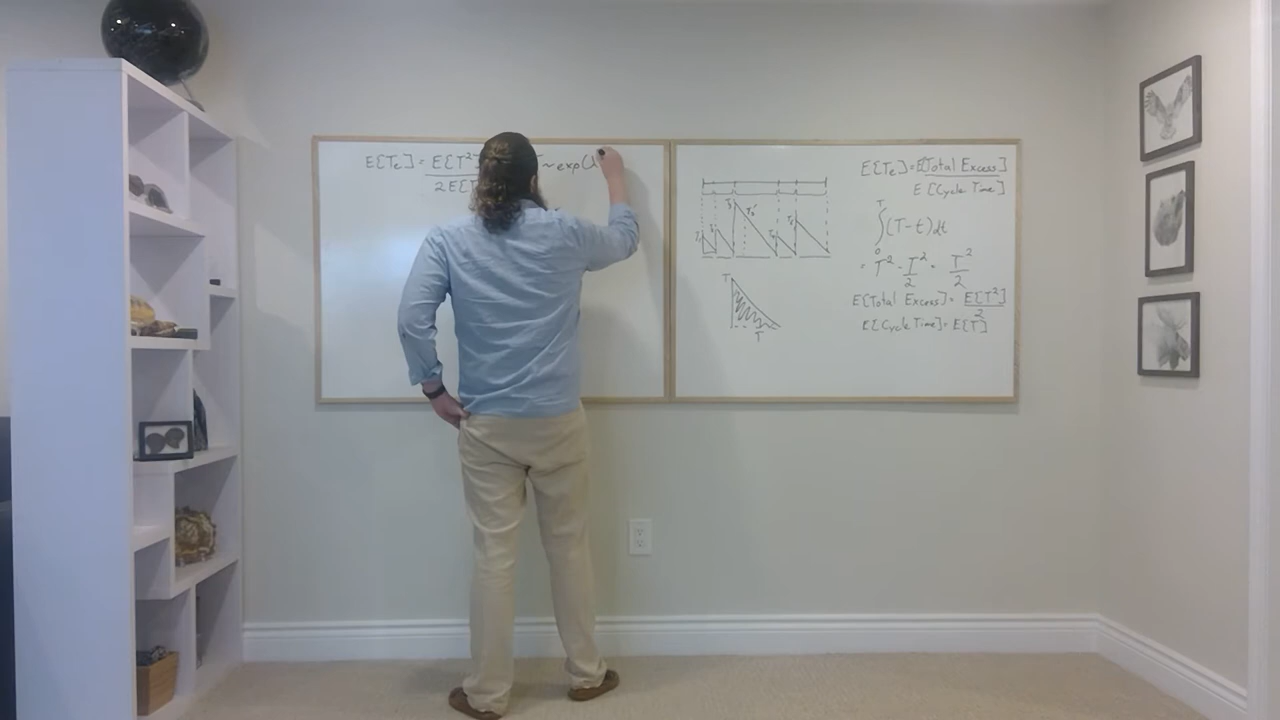 E[Te] = E[T²
2E[T
~exp(λ
E[Te] = E[Total Excess]
E[Cycle Time]
T
∫(T-t)dt
0
= T² - T²/2 = T²/2
E[Total Excess] = E[T²]/2
E[Cycle Time] = E[T]
T
T